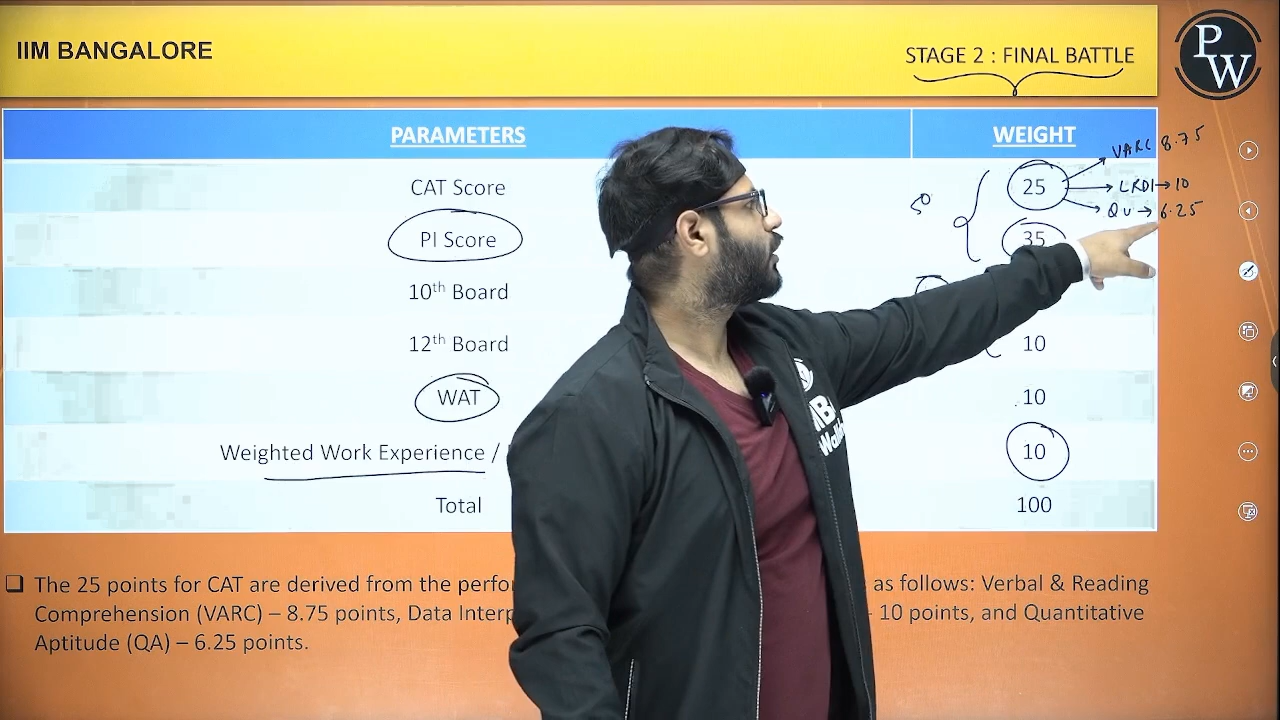 IIM BANGALORE
STAGE 2 : FINAL BATTLE
PW
PARAMETERS WEIGHT
VARC 8.75
CAT Score 25
LRDI→10
QU→6.25
50
PI Score 35
10th Board
12th Board 10
WAT 10
Weighted Work Experience / 10
Total 100
❑ The 25 points for CAT are derived from the as follows: Verbal & Reading
Comprehension (VARC) – 8.75 points, Data – 10 points, and Quantitative
Aptitude (QA) – 6.25 points.